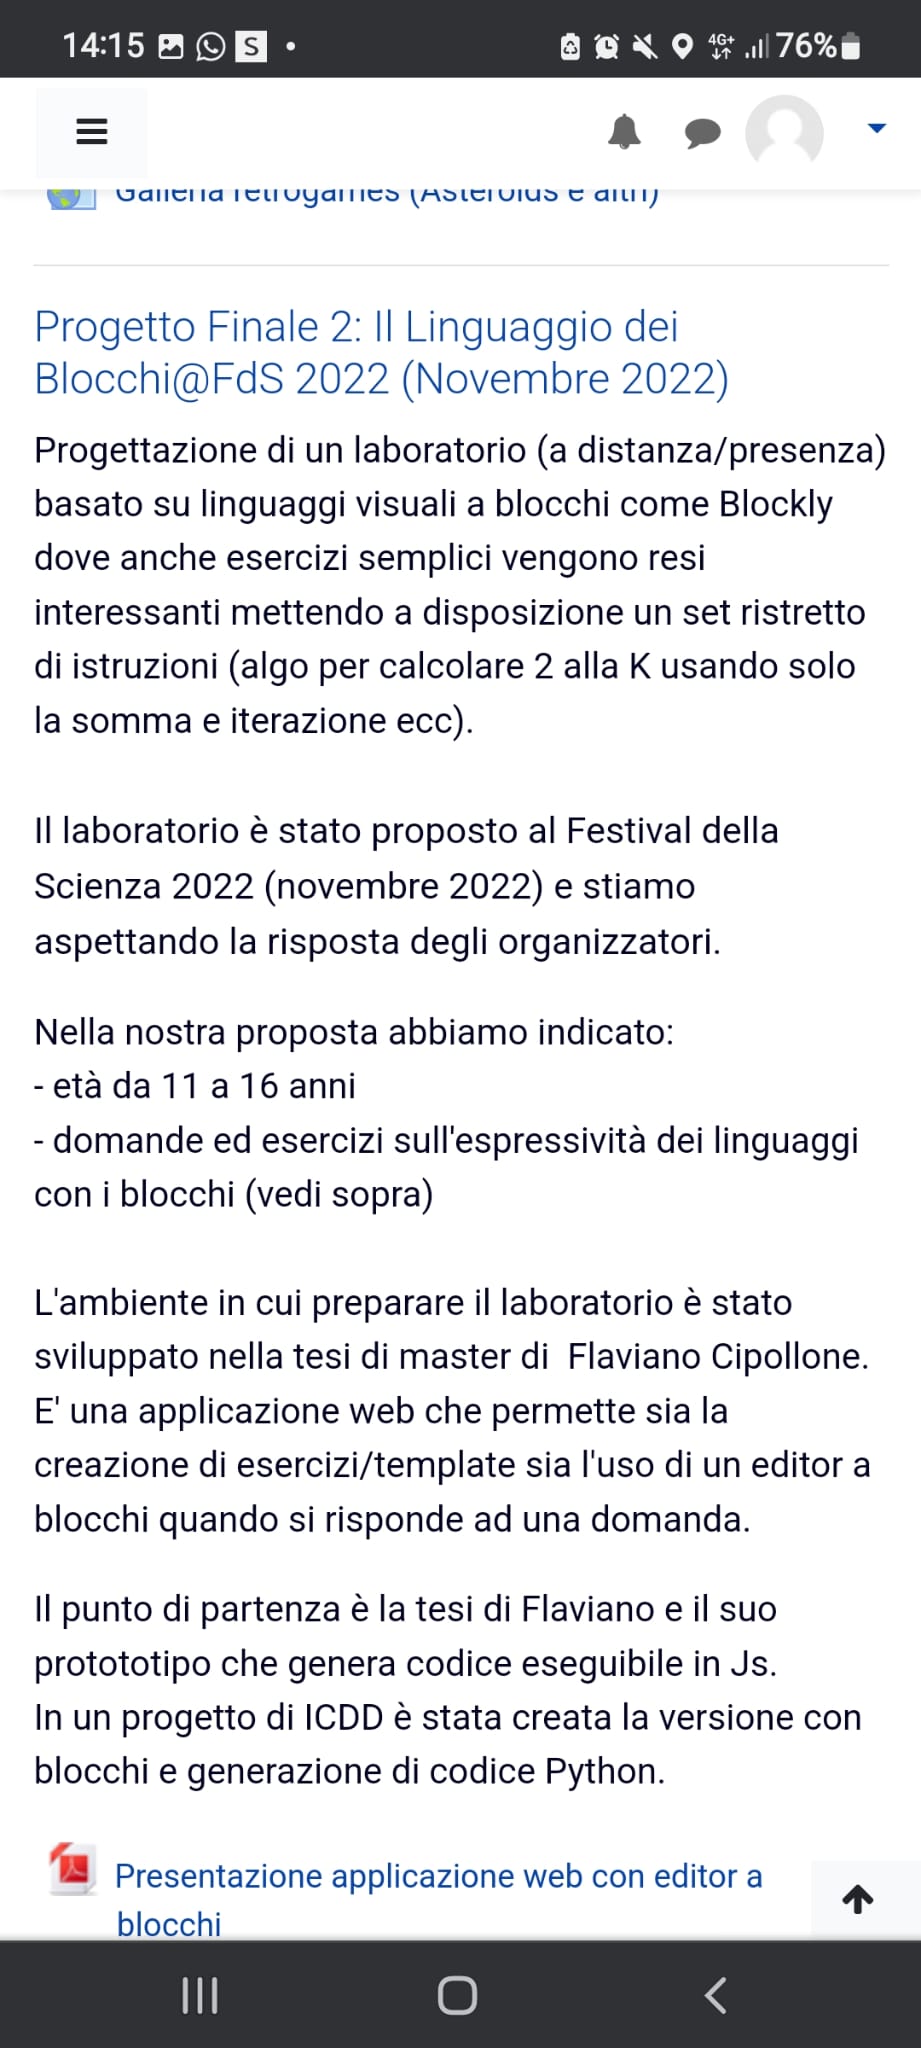 14:15 S
4G+ 76%
Galleria retrogames (Asteroids e altri)
Progetto Finale 2: Il Linguaggio dei
Blocchi@FdS 2022 (Novembre 2022)
Progettazione di un laboratorio (a distanza/presenza)
basato su linguaggi visuali a blocchi come Blockly
dove anche esercizi semplici vengono resi
interessanti mettendo a disposizione un set ristretto
di istruzioni (algo per calcolare 2 alla K usando solo
la somma e iterazione ecc).
Il laboratorio è stato proposto al Festival della
Scienza 2022 (novembre 2022) e stiamo
aspettando la risposta degli organizzatori.
Nella nostra proposta abbiamo indicato:
- età da 11 a 16 anni
- domande ed esercizi sull'espressività dei linguaggi
con i blocchi (vedi sopra)
L'ambiente in cui preparare il laboratorio è stato
sviluppato nella tesi di master di  Flaviano Cipollone.
E' una applicazione web che permette sia la
creazione di esercizi/template sia l'uso di un editor a
blocchi quando si risponde ad una domanda.
Il punto di partenza è la tesi di Flaviano e il suo
protototipo che genera codice eseguibile in Js.
In un progetto di ICDD è stata creata la versione con
blocchi e generazione di codice Python.
Presentazione applicazione web con editor a
blocchi